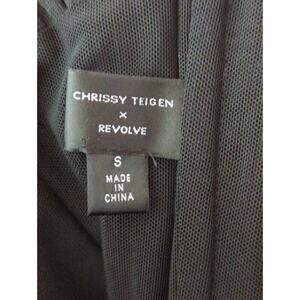 CHRISSY TEIGEN
×
REVOLVE
S
MADE
IN
CHINA